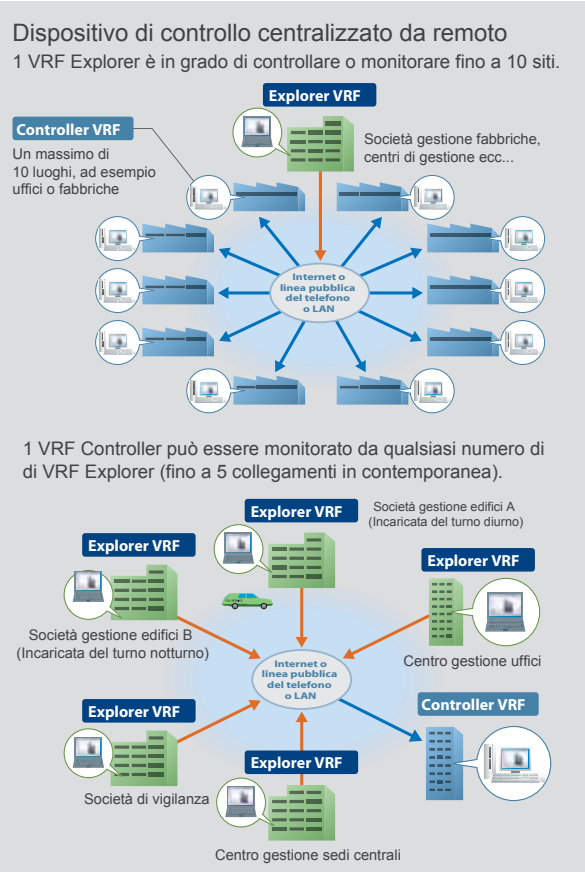 Dispositivo di controllo centralizzato da remoto
1 VRF Explorer è in grado di controllare o monitorare fino a 10 siti.
Explorer VRF
Controller VRF
Un massimo di
10 luoghi, ad esempio
uffici o fabbriche
Società gestione fabbriche,
centri di gestione ecc...
Internet o
linea pubblica
del telefono
o LAN
1 VRF Controller può essere monitorato da qualsiasi numero di
di VRF Explorer (fino a 5 collegamenti in contemporanea).
Explorer VRF
Società gestione edifici A
(Incaricata del turno diurno)
Explorer VRF
Explorer VRF
Società gestione edifici B
(Incaricata del turno notturno)
Centro gestione uffici
Internet o
linea pubblica
del telefono
o LAN
Explorer VRF
Controller VRF
Società di vigilanza
Explorer VRF
Centro gestione sedi centrali